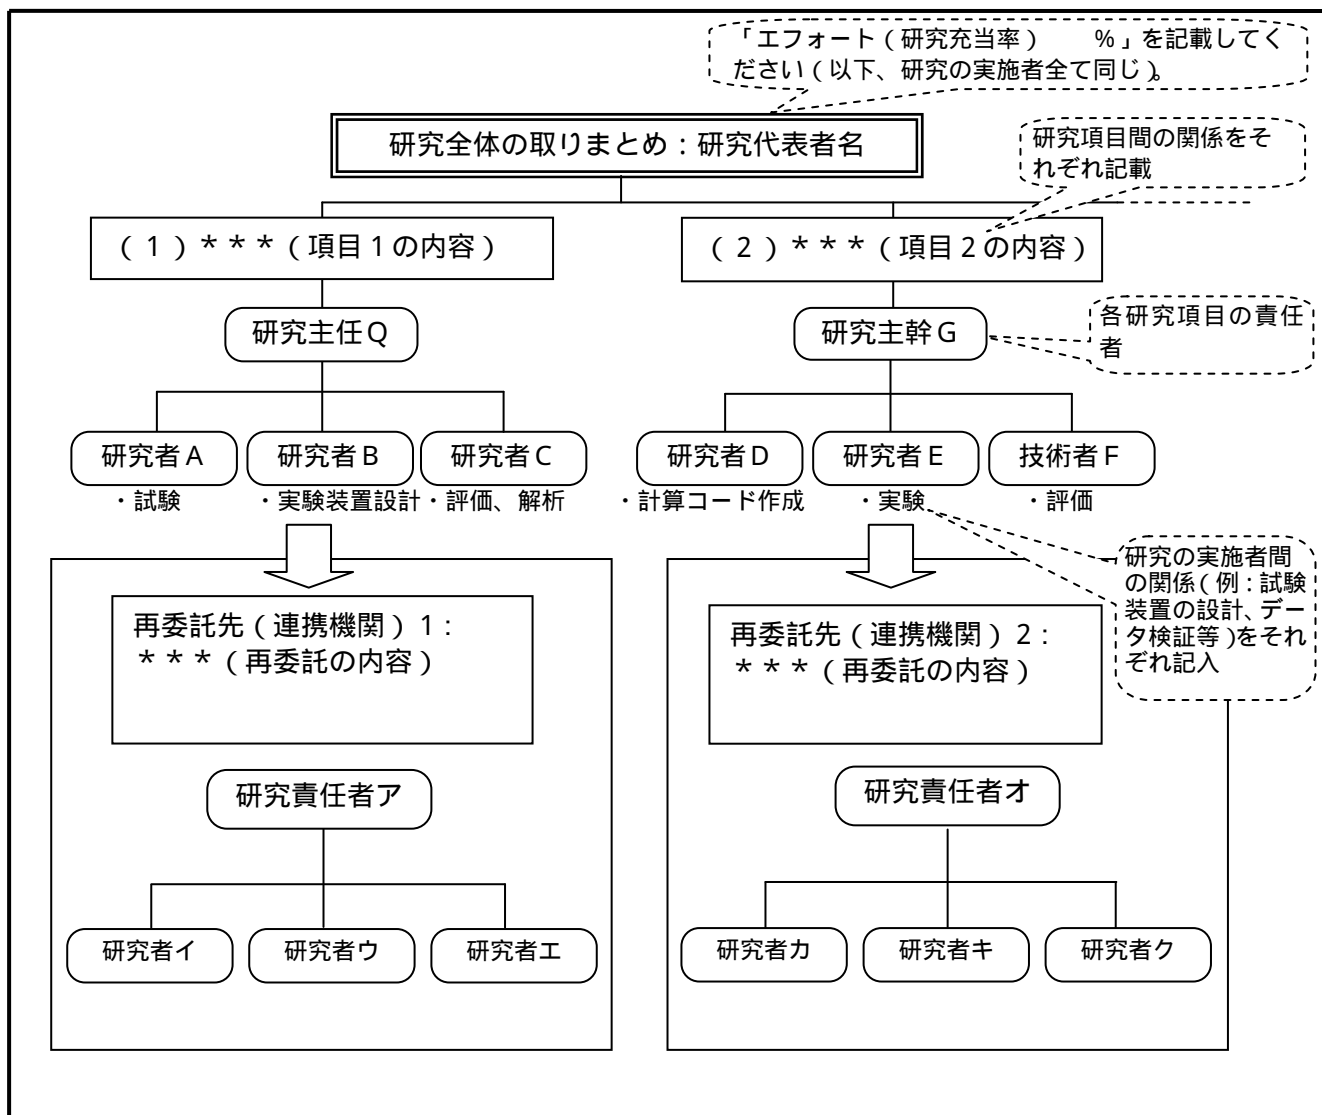 「エフォート（研究充当率）　　％」を記載してく
ださい（以下、研究の実施者全て同じ）。
研究全体の取りまとめ：研究代表者名
研究項目間の関係をそ
れぞれ記載
（１）＊＊＊（項目１の内容）
（２）＊＊＊（項目２の内容）
研究主任Ｑ
研究主幹Ｇ
各研究項目の責任
者
研究者Ａ
研究者Ｂ
研究者Ｃ
研究者Ｄ
研究者Ｅ
技術者Ｆ
・試験
・実験装置設計
・評価、解析
・計算コード作成
・実験
・評価
研究の実施者間
の関係（例：試験
装置の設計、デー
タ検証等）をそれ
ぞれ記入
再委託先（連携機関）１：
＊＊＊（再委託の内容）
再委託先（連携機関）２：
＊＊＊（再委託の内容）
研究責任者ア
研究責任者オ
研究者イ
研究者ウ
研究者エ
研究者カ
研究者キ
研究者ク